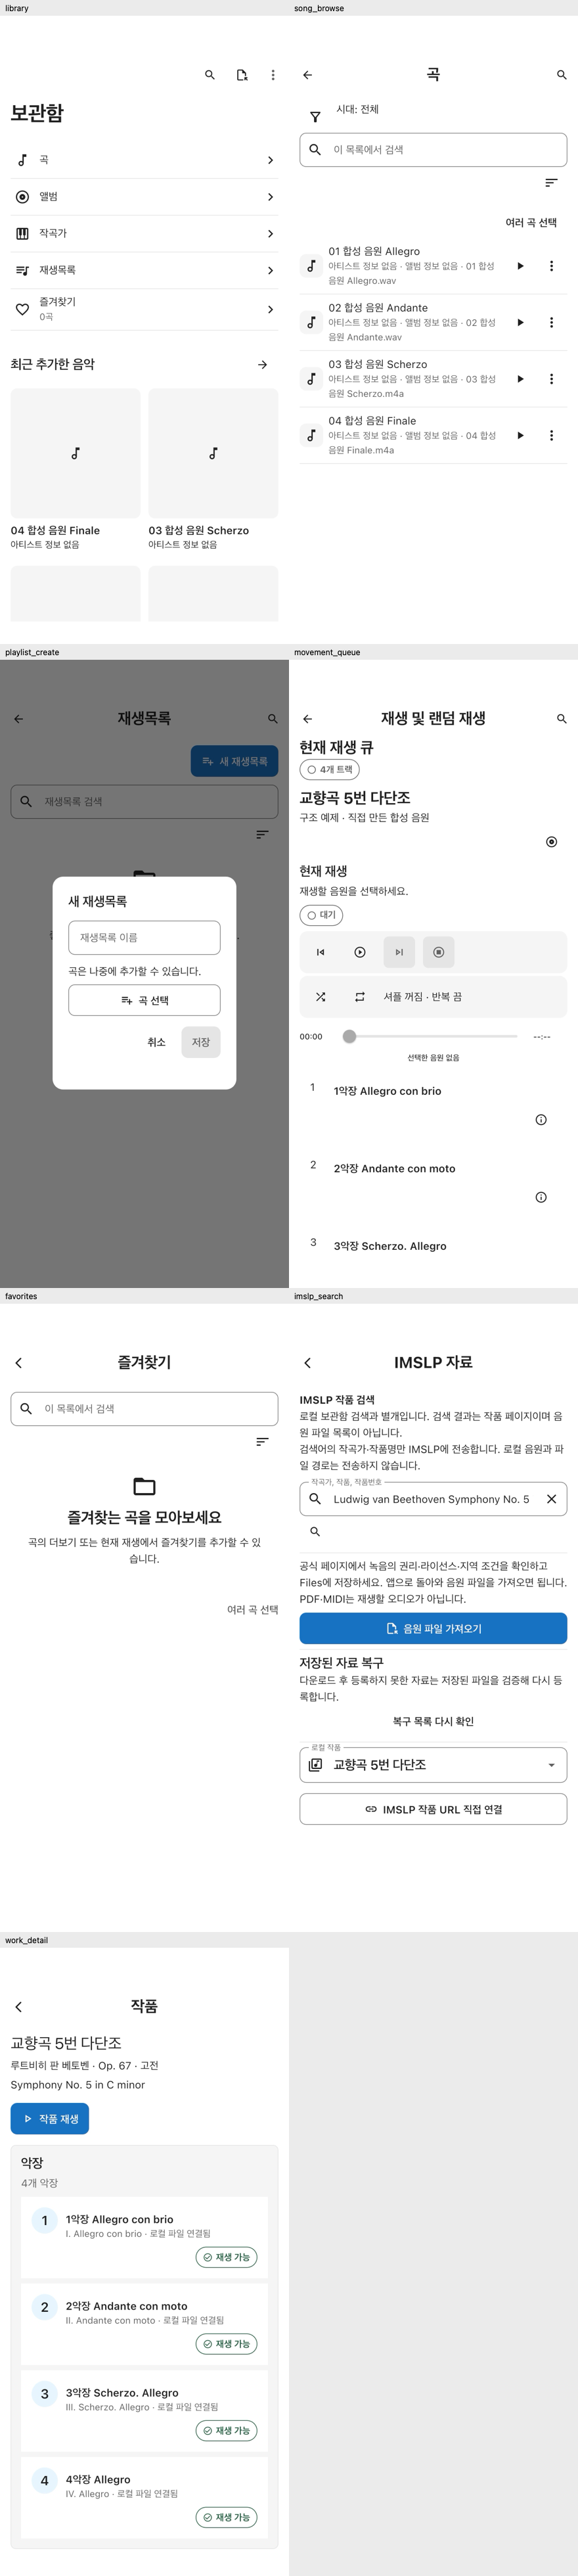 library
보관함
곡
앨범
작곡가
재생목록
즐겨찾기
0곡
최근 추가한 음악
04 합성 음원 Finale
아티스트 정보 없음
03 합성 음원 Scherzo
아티스트 정보 없음
song_browse
곡
시대: 전체
이 목록에서 검색
여러 곡 선택
01 합성 음원 Allegro
아티스트 정보 없음 · 앨범 정보 없음 · 01 합성
음원 Allegro.wav
02 합성 음원 Andante
아티스트 정보 없음 · 앨범 정보 없음 · 02 합성
음원 Andante.wav
03 합성 음원 Scherzo
아티스트 정보 없음 · 앨범 정보 없음 · 03 합성
음원 Scherzo.m4a
04 합성 음원 Finale
아티스트 정보 없음 · 앨범 정보 없음 · 04 합성
음원 Finale.m4a
playlist_create
재생목록
새 재생목록
재생목록 검색
새 재생목록
재생목록 이름
곡은 나중에 추가할 수 있습니다.
곡 선택
취소
저장
movement_queue
재생 및 랜덤 재생
현재 재생 큐
4개 트랙
교향곡 5번 다단조
구조 예제 · 직접 만든 합성 음원
현재 재생
재생할 음원을 선택하세요.
대기
셔플 꺼짐 · 반복 끔
00:00
--:--
선택한 음원 없음
1
1악장 Allegro con brio
2
2악장 Andante con moto
3
3악장 Scherzo. Allegro
favorites
즐겨찾기
이 목록에서 검색
즐겨찾는 곡을 모아보세요
곡의 더보기 또는 현재 재생에서 즐겨찾기를 추가할 수 있
습니다.
여러 곡 선택
imslp_search
IMSLP 자료
IMSLP 작품 검색
로컬 보관함 검색과 별개입니다. 검색 결과는 작품 페이지이며 음
원 파일 목록이 아닙니다.
검색어의 작곡가·작품명만 IMSLP에 전송합니다. 로컬 음원과 파
일 경로는 전송하지 않습니다.
작곡가, 작품, 작품번호
Ludwig van Beethoven Symphony No. 5
공식 페이지에서 녹음의 권리·라이선스·지역 조건을 확인하고
Files에 저장하세요. 앱으로 돌아와 음원 파일을 가져오면 됩니다.
PDF·MIDI는 재생할 오디오가 아닙니다.
음원 파일 가져오기
저장된 자료 복구
다운로드 후 등록하지 못한 자료는 저장된 파일을 검증해 다시 등
록합니다.
복구 목록 다시 확인
로컬 작품
교향곡 5번 다단조
IMSLP 작품 URL 직접 연결
work_detail
작품
교향곡 5번 다단조
루트비히 판 베토벤 · Op. 67 · 고전
Symphony No. 5 in C minor
작품 재생
악장
4개 악장
1
1악장 Allegro con brio
I. Allegro con brio · 로컬 파일 연결됨
재생 가능
2
2악장 Andante con moto
II. Andante con moto · 로컬 파일 연결됨
재생 가능
3
3악장 Scherzo. Allegro
III. Scherzo. Allegro · 로컬 파일 연결됨
재생 가능
4
4악장 Allegro
IV. Allegro · 로컬 파일 연결됨
재생 가능